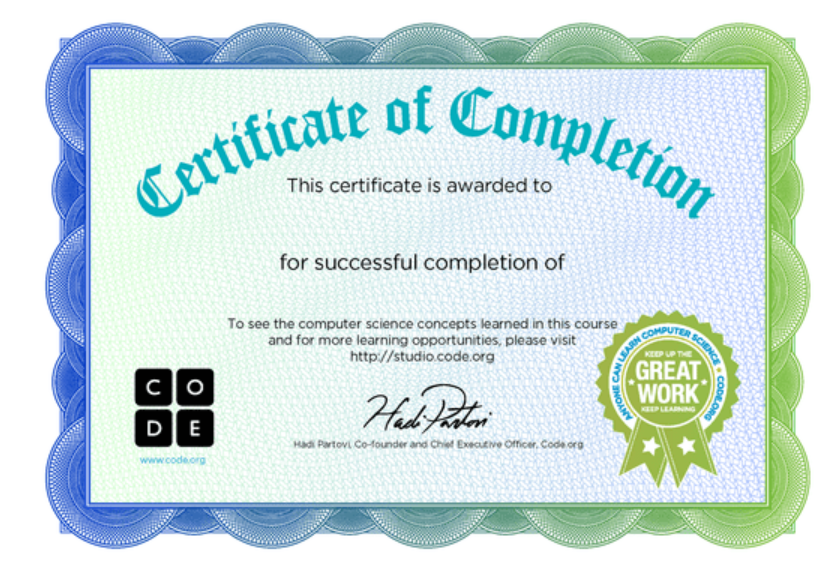 Certificate of Completion
This certificate is awarded to
for successful completion of
To see the computer science concepts learned in this course
and for more learning opportunities, please visit
http://studio.code.org
C O
D E
www.code.org
Hadi Partovi
Hadi Partovi, Co-founder and Chief Executive Officer, Code.org
ANYONE CAN LEARN COMPUTER SCIENCE • CODE.ORG
KEEP UP THE
GREAT
WORK
KEEP LEARNING